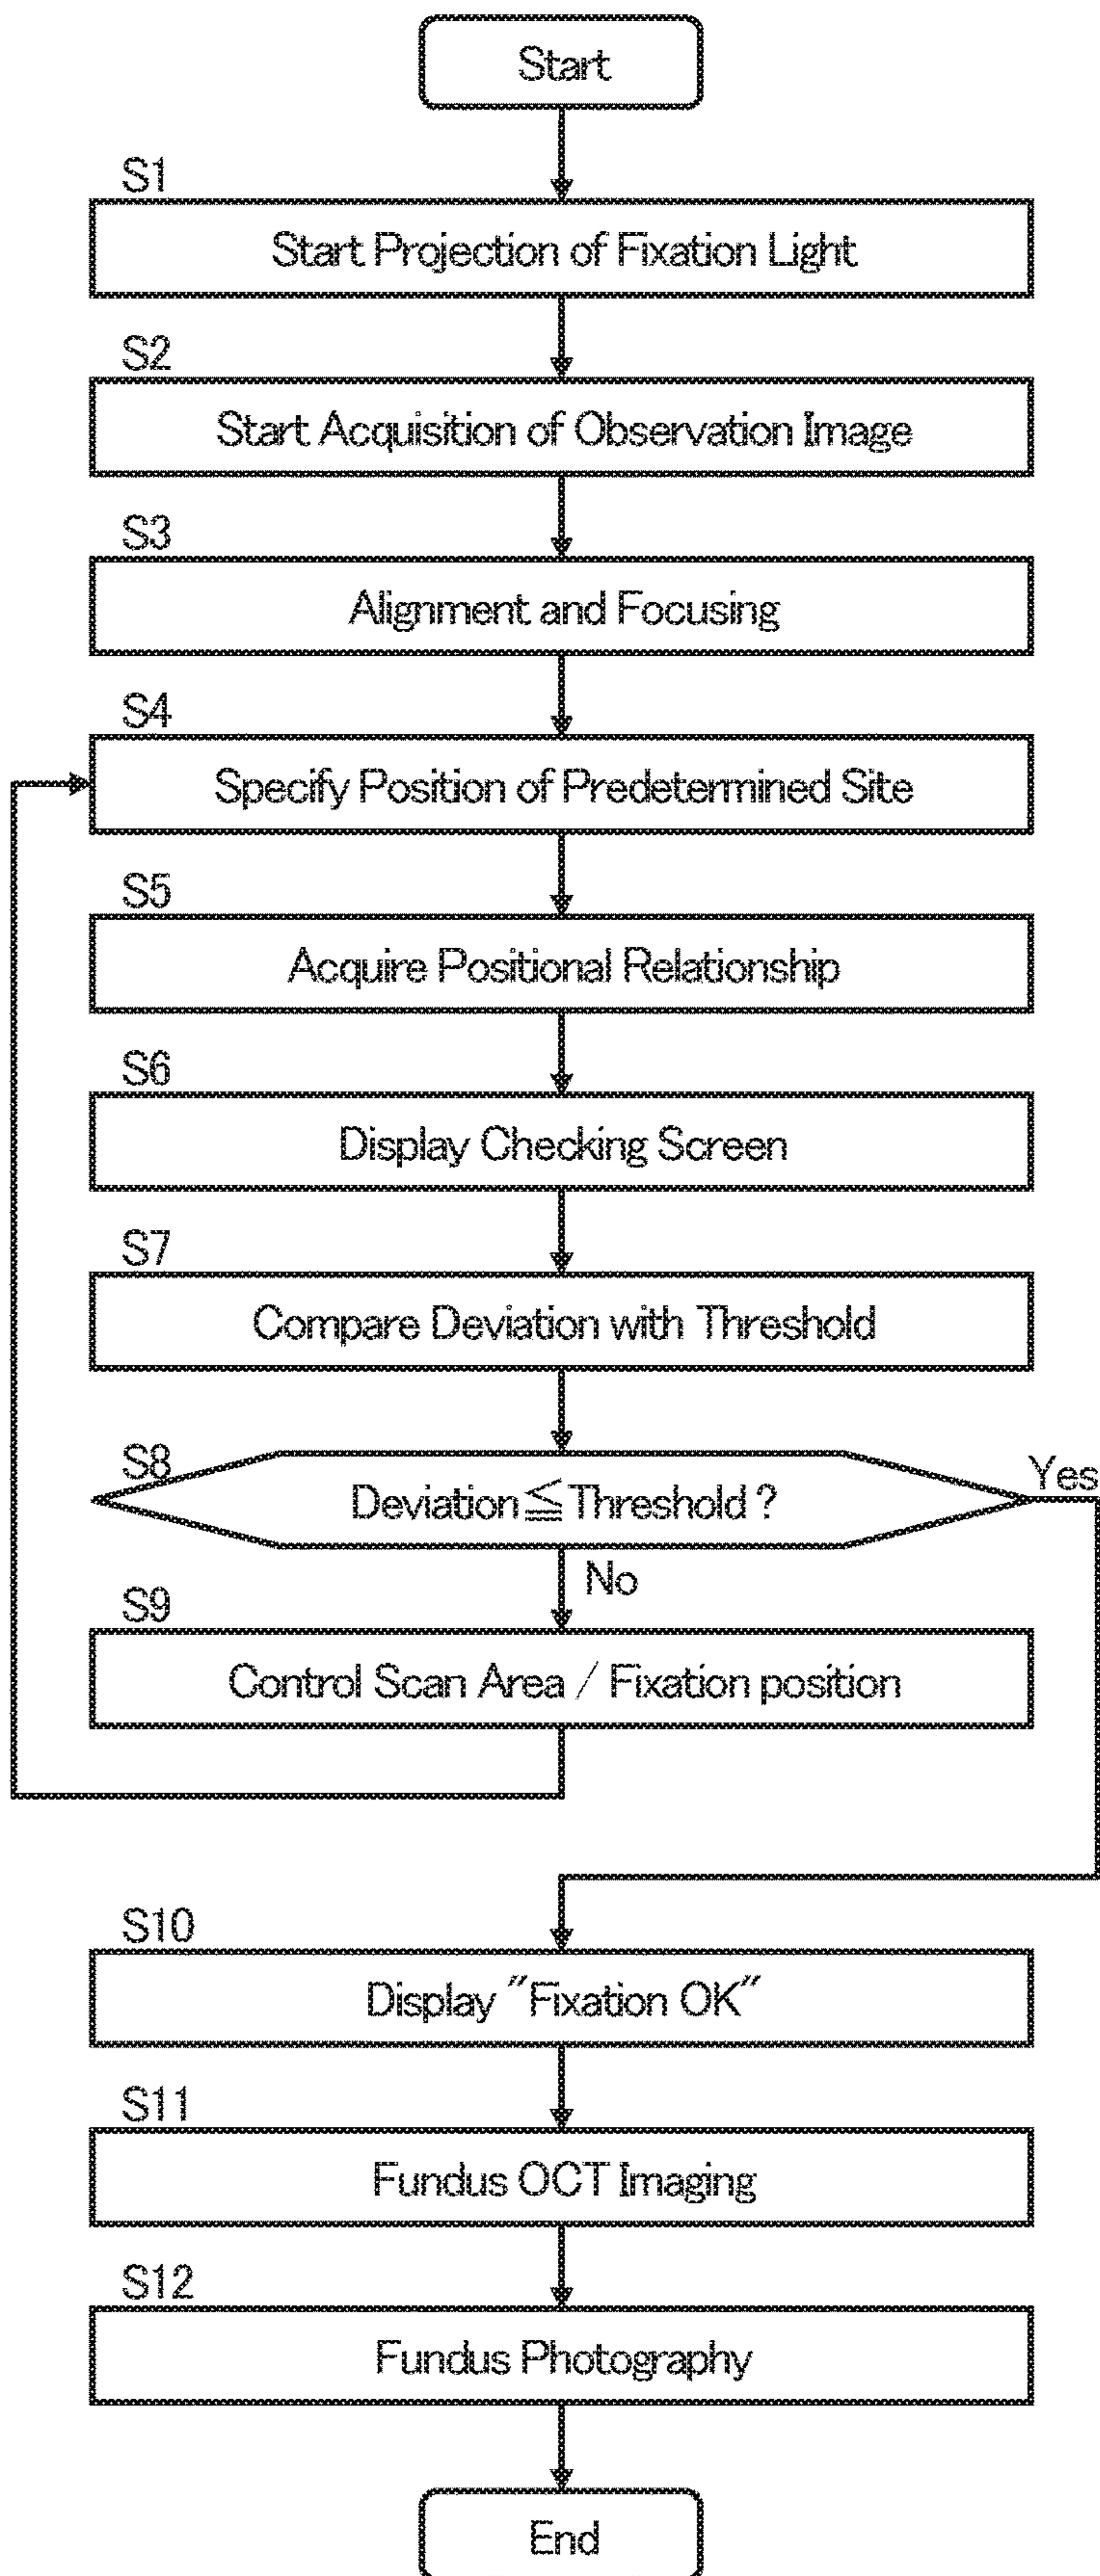 Start
S1
Start Projection of Fixation Light
S2
Start Acquisition of Observation Image
S3
Alignment and Focusing
S4
Specify Position of Predetermined Site
S5
Acquire Positional Relationship
S6
Display Checking Screen
S7
Compare Deviation with Threshold
S8
Yes
Deviation≦Threshold?
No
S9
Control Scan Area / Fixation position
S10
Display "Fixation OK"
S11
Fundus OCT Imaging
S12
Fundus Photography
End